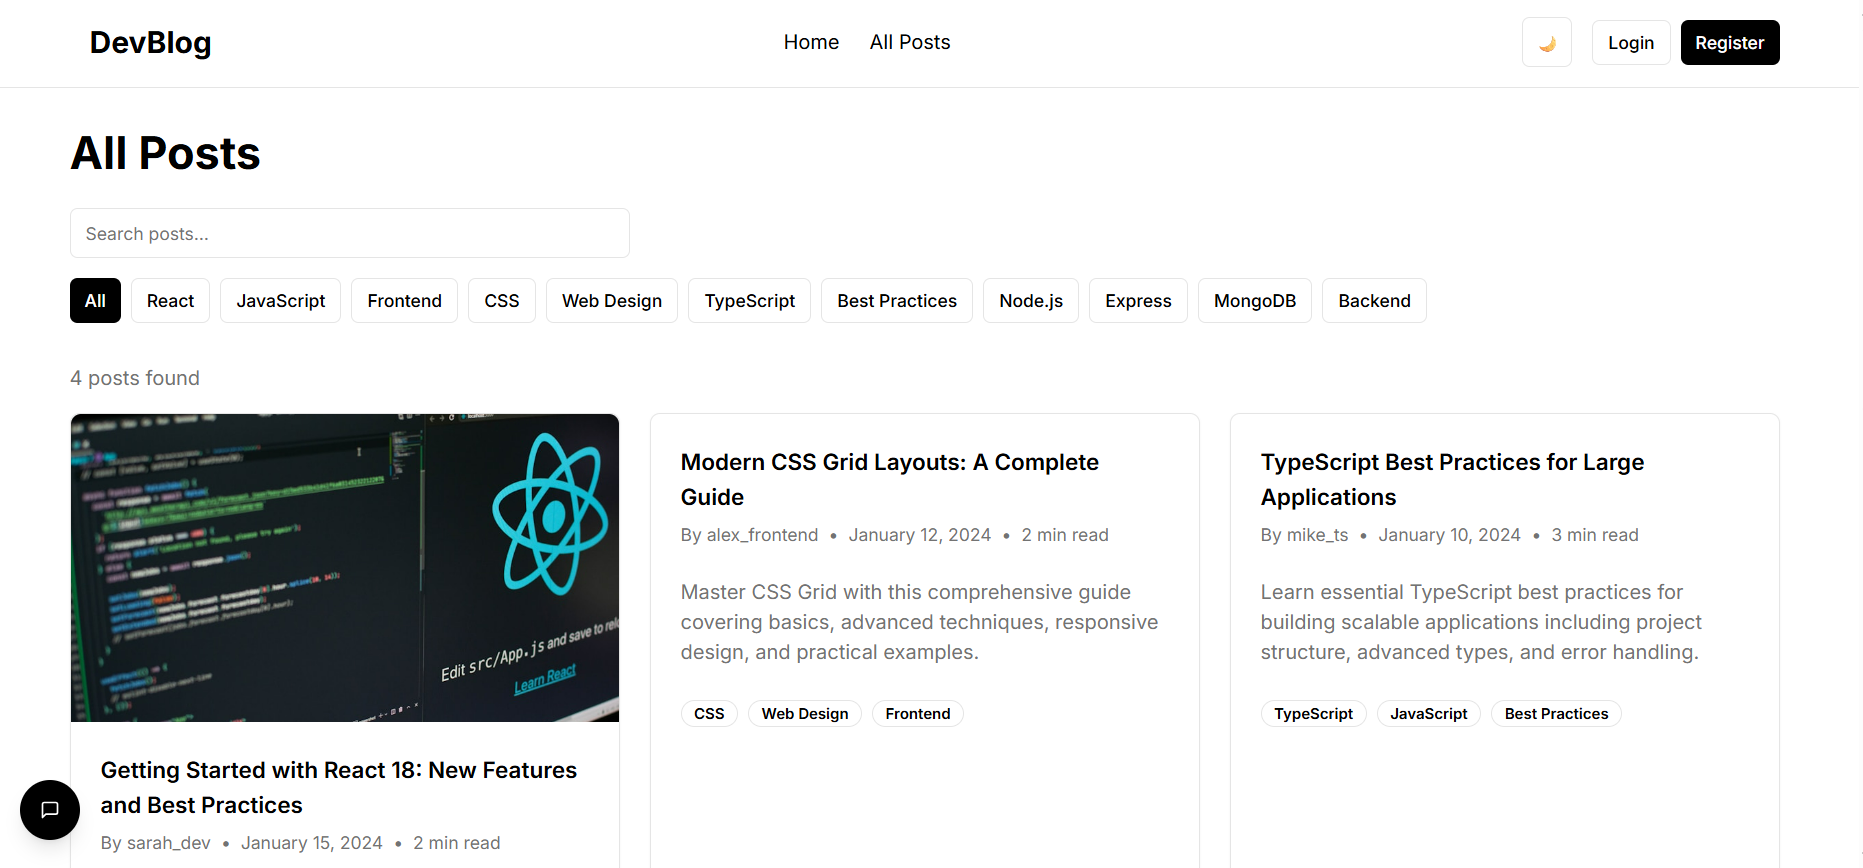 DevBlog
Home
All Posts
Login
Register
All Posts
Search posts...
All
React
JavaScript
Frontend
CSS
Web Design
TypeScript
Best Practices
Node.js
Express
MongoDB
Backend
4 posts found
Edit src/App.js and save to relo
Learn React
Getting Started with React 18: New Features
and Best Practices
By sarah_dev • January 15, 2024 • 2 min read
Modern CSS Grid Layouts: A Complete
Guide
By alex_frontend • January 12, 2024 • 2 min read
Master CSS Grid with this comprehensive guide
covering basics, advanced techniques, responsive
design, and practical examples.
CSS
Web Design
Frontend
TypeScript Best Practices for Large
Applications
By mike_ts • January 10, 2024 • 3 min read
Learn essential TypeScript best practices for
building scalable applications including project
structure, advanced types, and error handling.
TypeScript
JavaScript
Best Practices